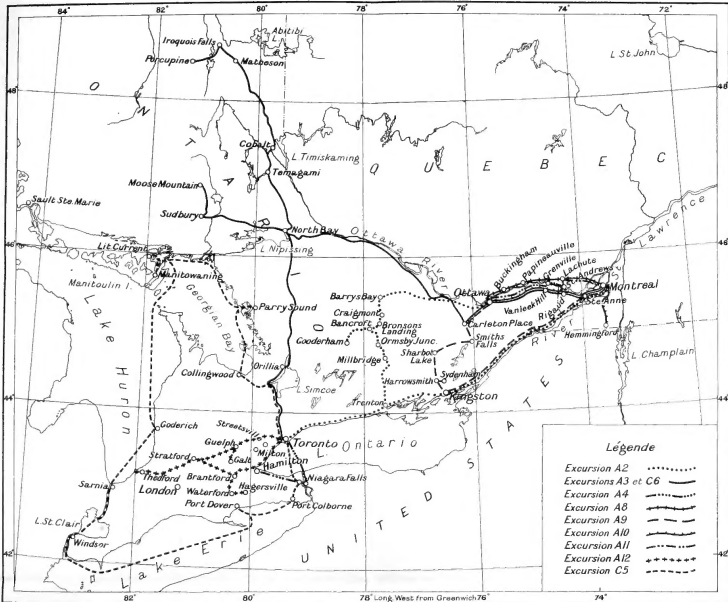 84° 82 80 78 76 74 72°
Iroquois Falls
Abitibi
L.
Porcupine
Matheson
L St John
48°
48
O N T A R I O
Cobalt
L Timiskaming
Q U E B E C
Temagami
Moose Mountain
Sault Ste. Marie
Sudbury
North Bay
Ottawa River
Lawrence
46
46
L Nipissing
Lit Current
Manitowaning
Manitoulin I.
Georgian Bay
Parry Sound
Barrys Bay
Ottawa
Buckingham
Papineauville
Grenville
Lachute
Andrews
Montreal
Vanleek Hill
Rigaud
Ste Anne
Hemmingford
Craigmont
Bancroft
Bronsons
Landing
Carleton Place
Gooderham
Ormsby Junc.
Smiths
Falls
Millbridge
Sharbot
Lake
River
L Champlain
Lake Huron
Collingwood
Orillia
L Simcoe
Harrowsmith
Sydenham
Kingston
Trenton
44
44
Goderich
Streetsville
Guelph
Toronto
L. Ontario
Stratford
Milton
Galt
Hamilton
Thedford
Brantford
Hagersville
Niagara Falls
Sarnia
London
Waterford
Port Dover
Port Colborne
L.St.Clair
Windsor
Lake Erie
UNITED STATES
42
42
Légende
Excursion A2
Excursions A3 et C6
Excursion A4
Excursion A8
Excursion A9
Excursion A10
Excursion A11
Excursion A12
Excursion C5
82° 80° 78° Long West from Greenwich 76° 74°